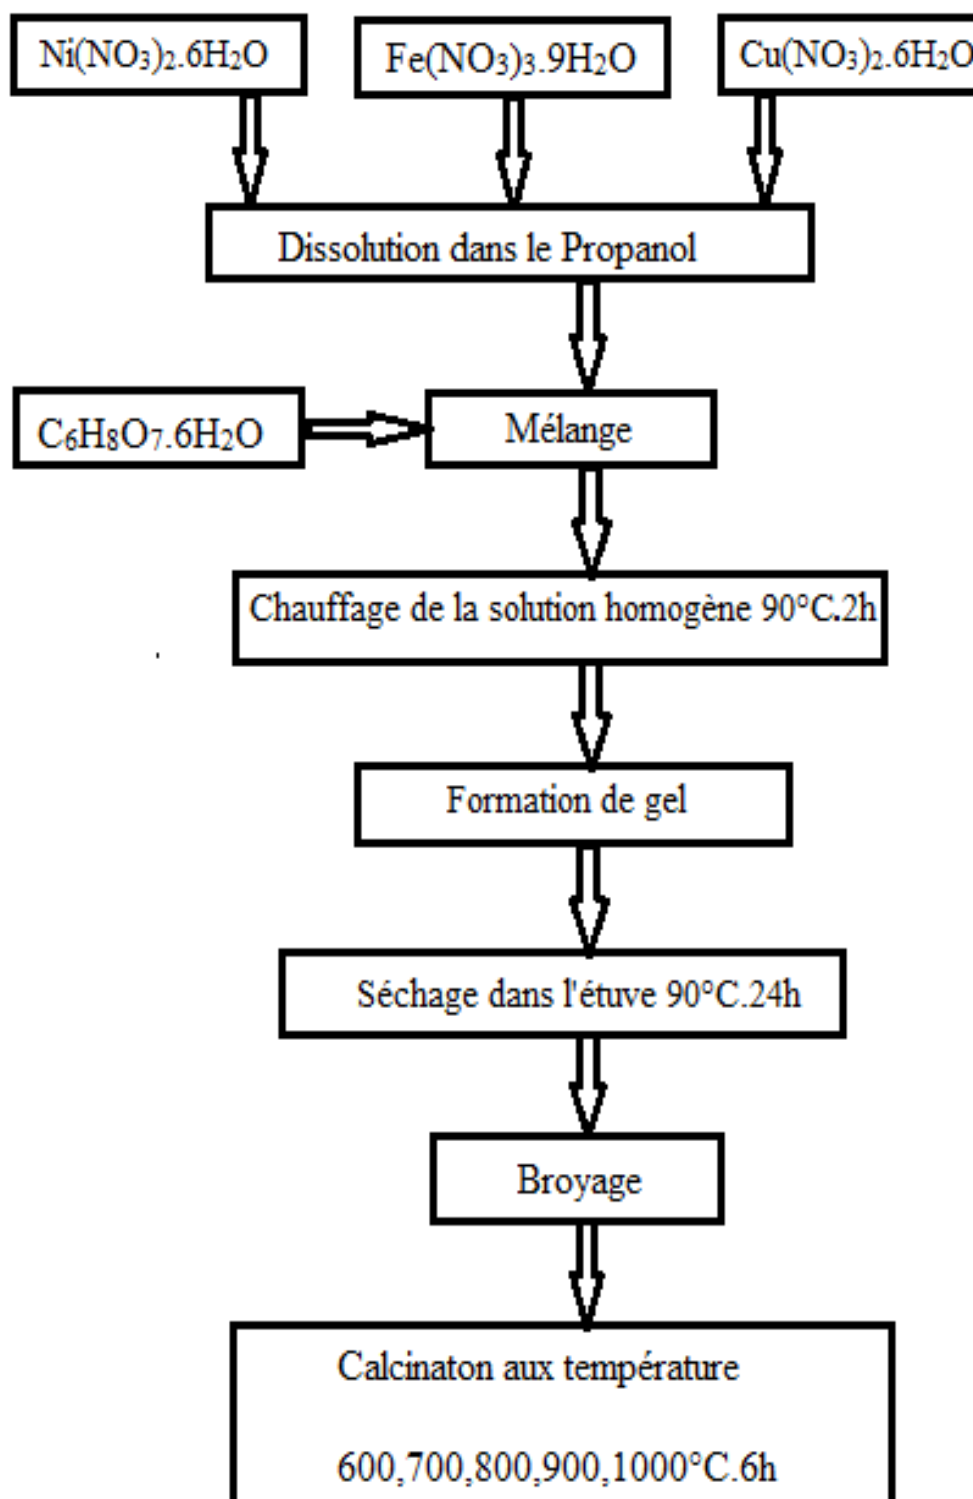 Ni(NO₃)₂.6H₂O
Fe(NO₃)₃.9H₂O
Cu(NO₃)₂.6H₂O
Dissolution dans le Propanol
C₆H₈O₇.6H₂O
Mélange
Chauffage de la solution homogène 90°C.2h
Formation de gel
Séchage dans l'étuve 90°C.24h
Broyage
Calcinaton aux température
600,700,800,900,1000°C.6h